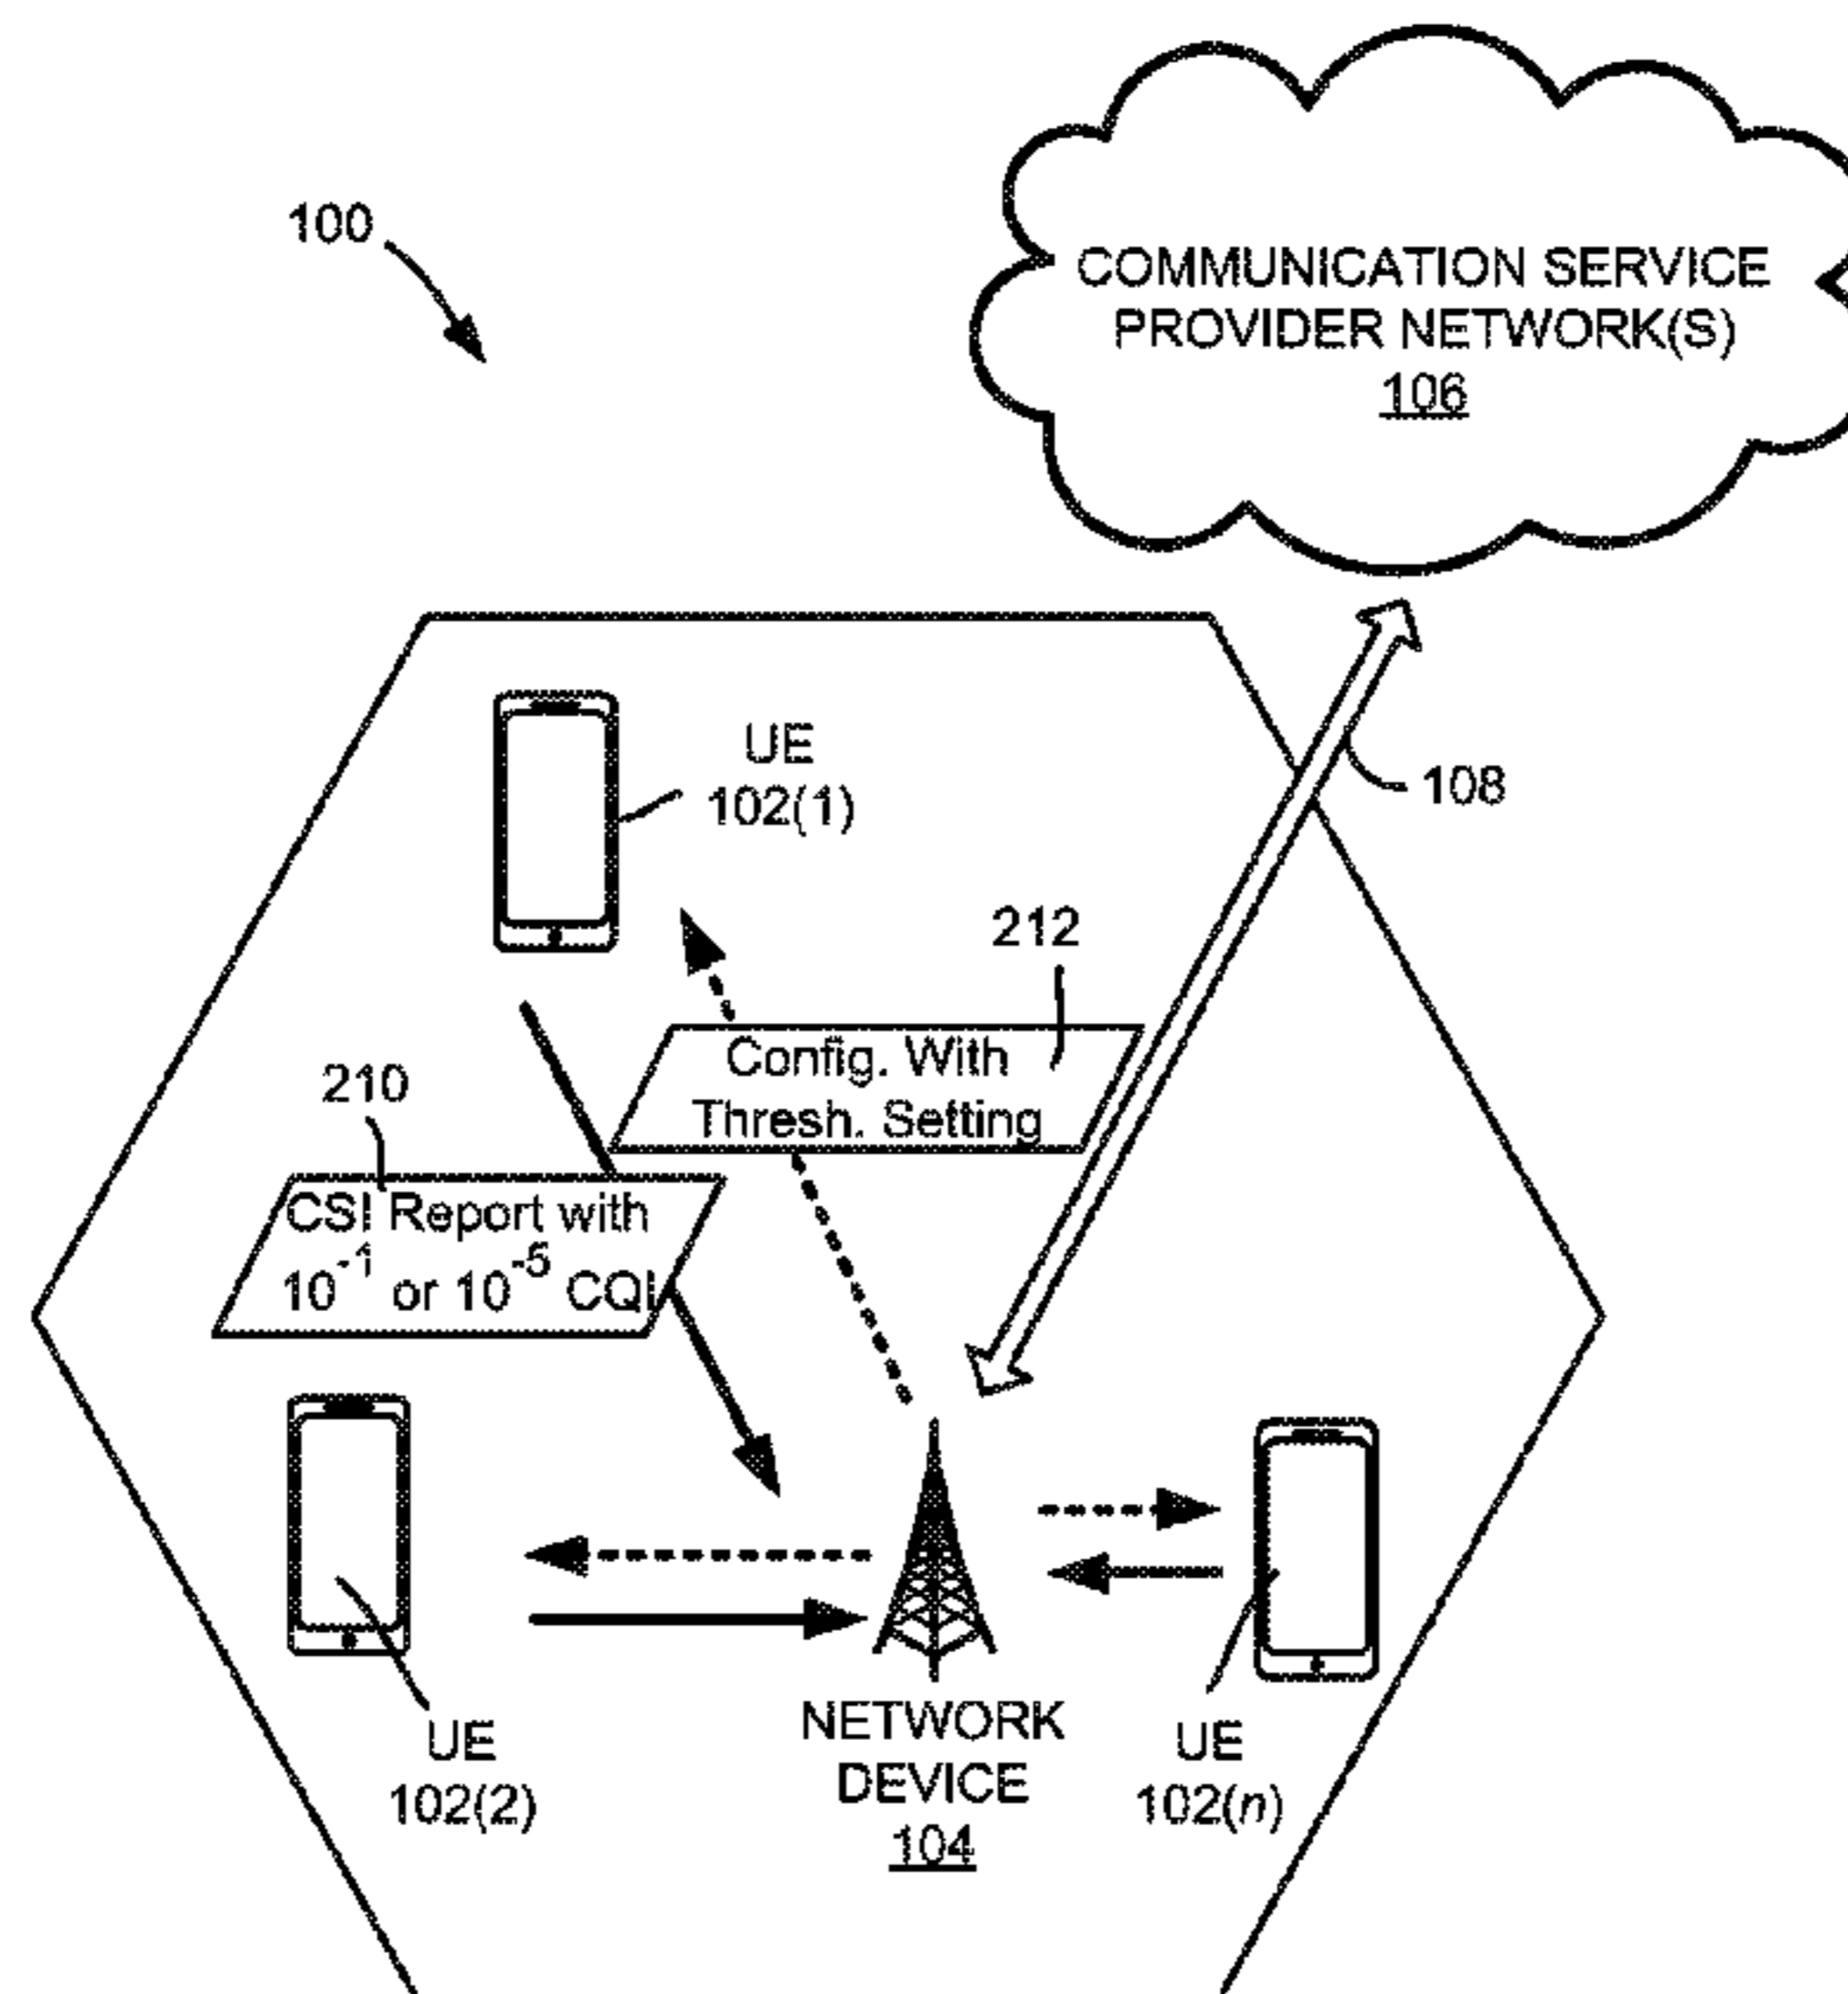 100
COMMUNICATION SERVICE
PROVIDER NETWORK(S)
106
UE
102(1)
108
212
Config. With
Thresh. Setting
210
CSI Report with
10⁻¹ or 10⁻⁵ CQI
UE
102(2)
NETWORK
DEVICE
104
UE
102(n)